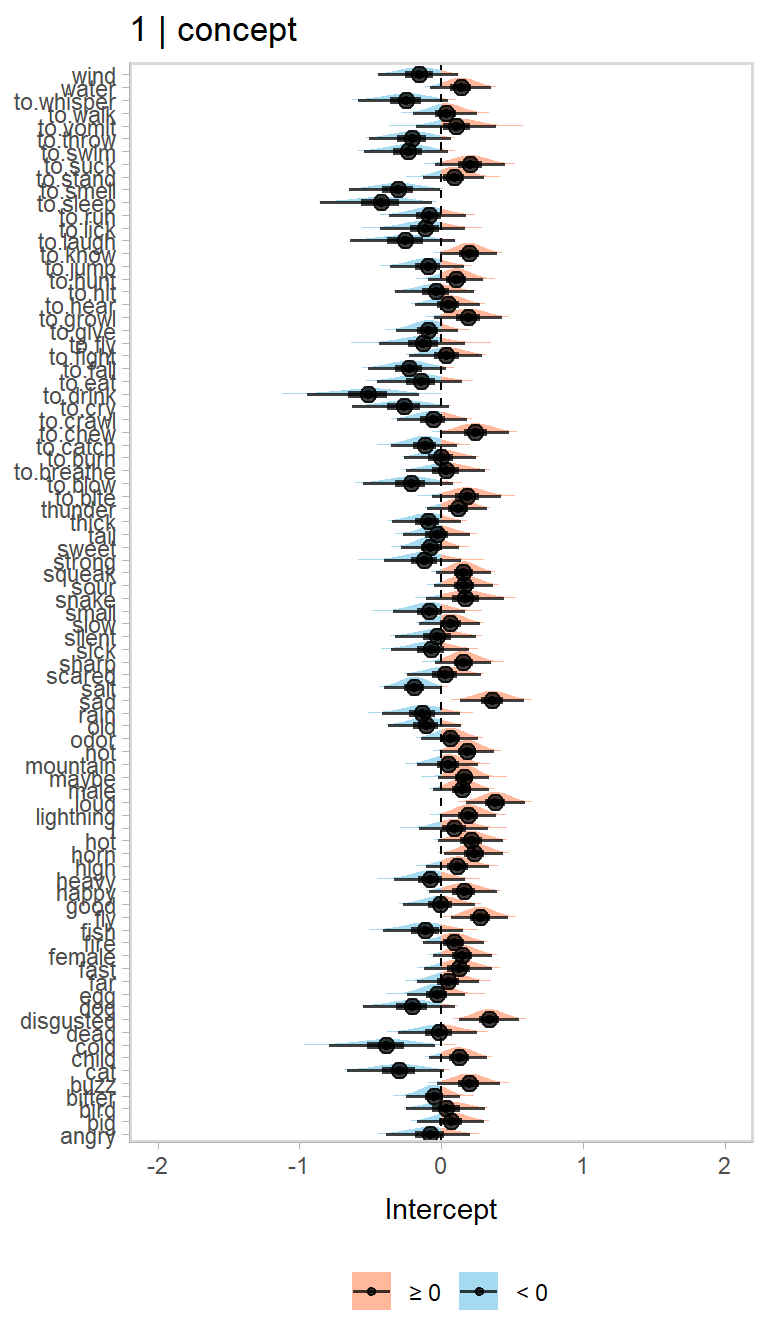 1 | concept
wind
water
to.whisper
to.walk
to.vomit
to.throw
to.swim
to.suck
to.stand
to.smell
to.sleep
to.run
to.lick
to.laugh
to.know
to.jump
to.hunt
to.hit
to.hear
to.growl
to.give
to.fly
to.fight
to.fall
to.eat
to.drink
to.cry
to.crawl
to.chew
to.catch
to.burn
to.breathe
to.blow
to.bite
thunder
thick
tail
sweet
strong
squeak
sour
snake
small
slow
silent
sick
sharp
scared
salt
sad
rain
old
odor
not
mountain
maybe
male
loud
lightning
hot
horn
high
heavy
happy
good
fly
fish
fire
female
fast
far
egg
dog
disgusted
dead
cold
child
cat
buzz
bitter
bird
big
angry
-2 -1 0 1 2
Intercept
≥ 0 < 0